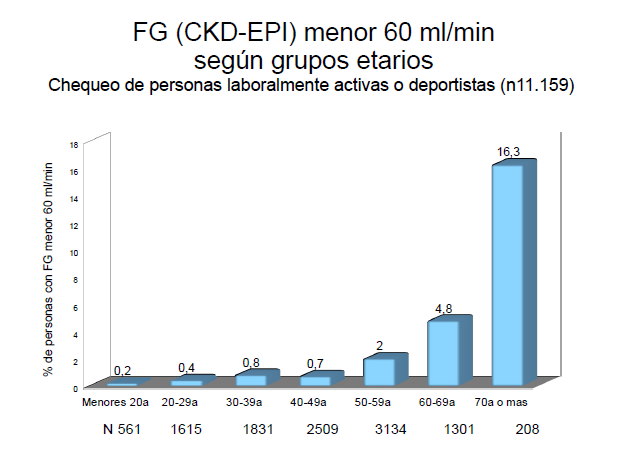 FG (CKD-EPI) menor 60 ml/min
según grupos etarios
Chequeo de personas laboralmente activas o deportistas (n11.159)
% de personas con FG menor 60 ml/min
18
16
14
12
10
8
6
4
2
0
0,2
0,4
0,8
0,7
2
4,8
16,3
Menores 20a 20-29a 30-39a 40-49a 50-59a 60-69a 70a o mas
N 561 1615 1831 2509 3134 1301 208